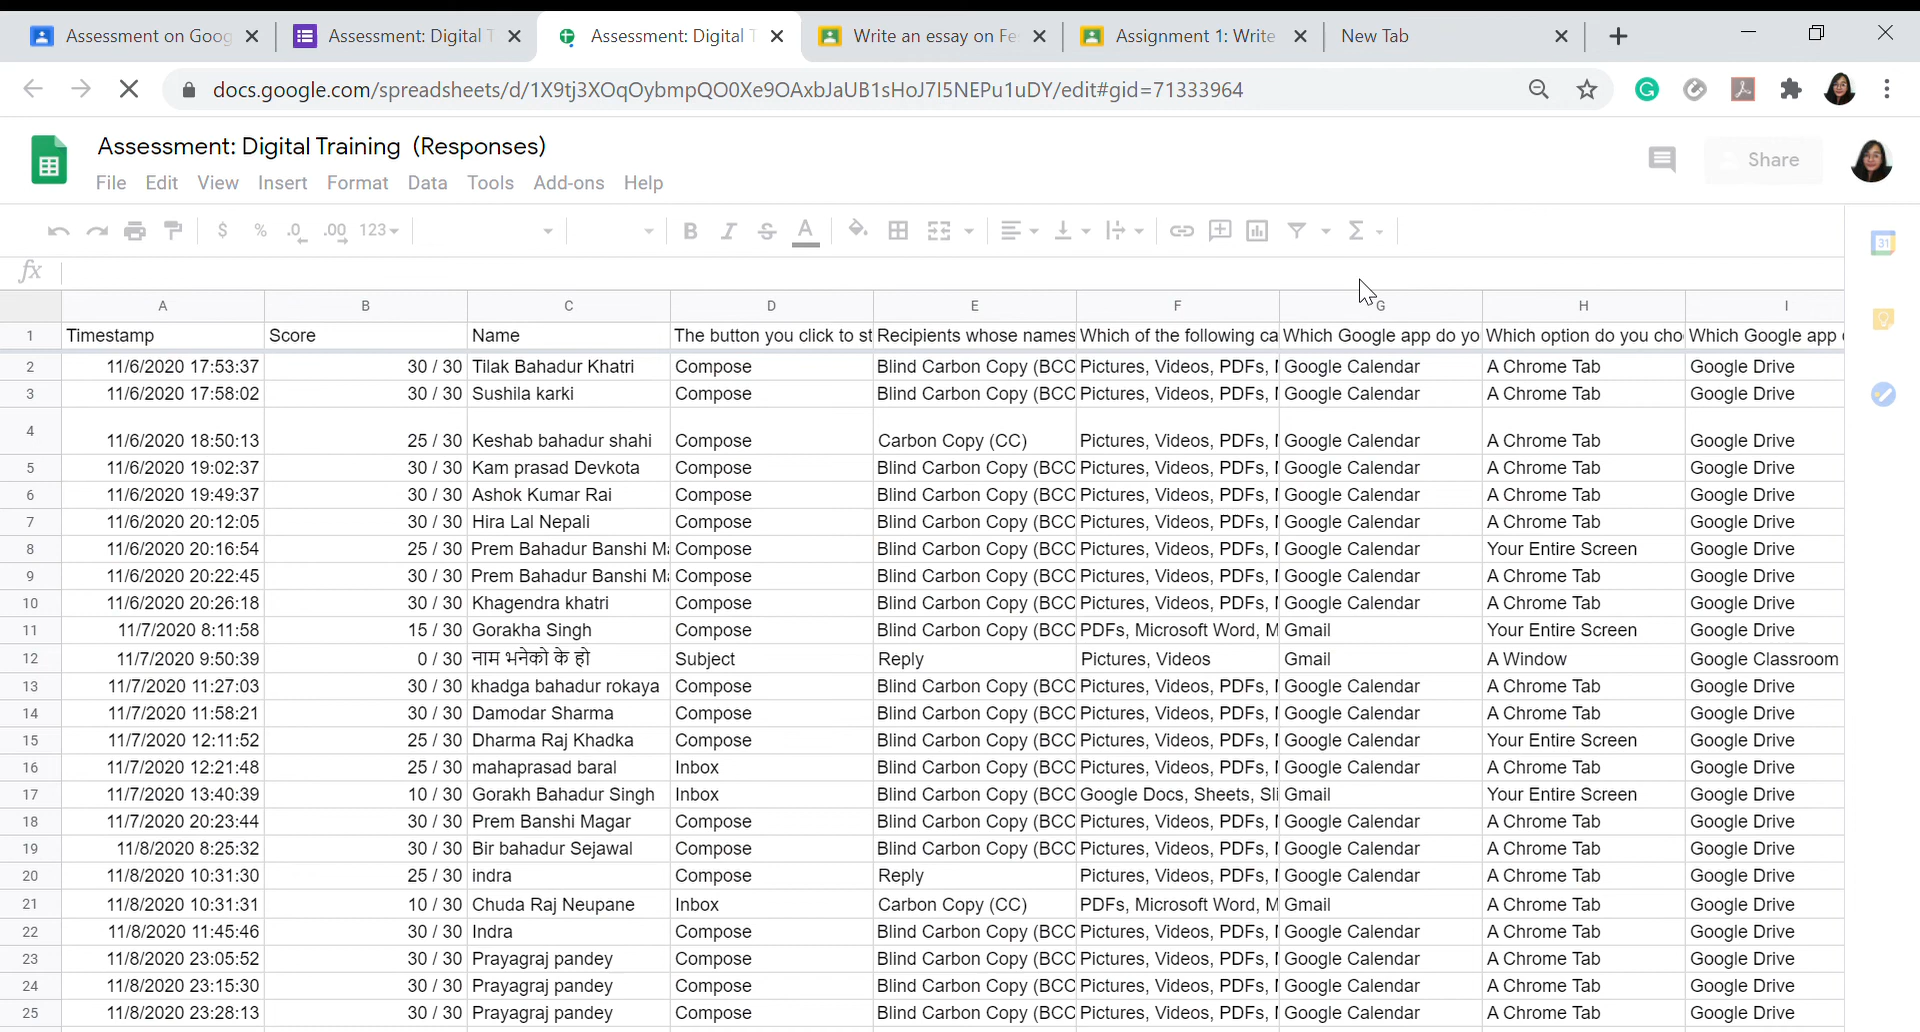 Assessment on Goog Assessment: Digital T Assessment: Digital T Write an essay on Fe Assignment 1: Write New Tab
docs.google.com/spreadsheets/d/1X9tj3XOqOybmpQO0Xe9OAxbJaUB1sHoJ7I5NEPu1uDY/edit#gid=71333964
Assessment: Digital Training (Responses)
Share
File Edit View Insert Format Data Tools Add-ons Help
$ % .0 .00 123 B I S A Σ
31
fx
A B C D E F G H I
1 Timestamp Score Name The button you click to st Recipients whose names Which of the following ca Which Google app do yo Which option do you cho Which Google app
2 11/6/2020 17:53:37 30 / 30 Tilak Bahadur Khatri Compose Blind Carbon Copy (BCC Pictures, Videos, PDFs, Google Calendar A Chrome Tab Google Drive
3 11/6/2020 17:58:02 30 / 30 Sushila karki Compose Blind Carbon Copy (BCC Pictures, Videos, PDFs, Google Calendar A Chrome Tab Google Drive
4 11/6/2020 18:50:13 25 / 30 Keshab bahadur shahi Compose Carbon Copy (CC) Pictures, Videos, PDFs, Google Calendar A Chrome Tab Google Drive
5 11/6/2020 19:02:37 30 / 30 Kam prasad Devkota Compose Blind Carbon Copy (BCC Pictures, Videos, PDFs, Google Calendar A Chrome Tab Google Drive
6 11/6/2020 19:49:37 30 / 30 Ashok Kumar Rai Compose Blind Carbon Copy (BCC Pictures, Videos, PDFs, Google Calendar A Chrome Tab Google Drive
7 11/6/2020 20:12:05 30 / 30 Hira Lal Nepali Compose Blind Carbon Copy (BCC Pictures, Videos, PDFs, Google Calendar A Chrome Tab Google Drive
8 11/6/2020 20:16:54 25 / 30 Prem Bahadur Banshi Ma Compose Blind Carbon Copy (BCC Pictures, Videos, PDFs, Google Calendar Your Entire Screen Google Drive
9 11/6/2020 20:22:45 30 / 30 Prem Bahadur Banshi Ma Compose Blind Carbon Copy (BCC Pictures, Videos, PDFs, Google Calendar A Chrome Tab Google Drive
10 11/6/2020 20:26:18 30 / 30 Khagendra khatri Compose Blind Carbon Copy (BCC Pictures, Videos, PDFs, Google Calendar A Chrome Tab Google Drive
11 11/7/2020 8:11:58 15 / 30 Gorakha Singh Compose Blind Carbon Copy (BCC PDFs, Microsoft Word, M Gmail Your Entire Screen Google Drive
12 11/7/2020 9:50:39 0 / 30 नाम भनेको के हो Subject Reply Pictures, Videos Gmail A Window Google Classroom
13 11/7/2020 11:27:03 30 / 30 khadga bahadur rokaya Compose Blind Carbon Copy (BCC Pictures, Videos, PDFs, Google Calendar A Chrome Tab Google Drive
14 11/7/2020 11:58:21 30 / 30 Damodar Sharma Compose Blind Carbon Copy (BCC Pictures, Videos, PDFs, Google Calendar A Chrome Tab Google Drive
15 11/7/2020 12:11:52 25 / 30 Dharma Raj Khadka Compose Blind Carbon Copy (BCC Pictures, Videos, PDFs, Google Calendar Your Entire Screen Google Drive
16 11/7/2020 12:21:48 25 / 30 mahaprasad baral Inbox Blind Carbon Copy (BCC Pictures, Videos, PDFs, Google Calendar A Chrome Tab Google Drive
17 11/7/2020 13:40:39 10 / 30 Gorakh Bahadur Singh Inbox Blind Carbon Copy (BCC Google Docs, Sheets, Sli Gmail Your Entire Screen Google Drive
18 11/7/2020 20:23:44 30 / 30 Prem Banshi Magar Compose Blind Carbon Copy (BCC Pictures, Videos, PDFs, Google Calendar A Chrome Tab Google Drive
19 11/8/2020 8:25:32 30 / 30 Bir bahadur Sejawal Compose Blind Carbon Copy (BCC Pictures, Videos, PDFs, Google Calendar A Chrome Tab Google Drive
20 11/8/2020 10:31:30 25 / 30 indra Compose Reply Pictures, Videos, PDFs, Google Calendar A Chrome Tab Google Drive
21 11/8/2020 10:31:31 10 / 30 Chuda Raj Neupane Inbox Carbon Copy (CC) PDFs, Microsoft Word, M Gmail A Chrome Tab Google Drive
22 11/8/2020 11:45:46 30 / 30 Indra Compose Blind Carbon Copy (BCC Pictures, Videos, PDFs, Google Calendar A Chrome Tab Google Drive
23 11/8/2020 23:05:52 30 / 30 Prayagraj pandey Compose Blind Carbon Copy (BCC Pictures, Videos, PDFs, Google Calendar A Chrome Tab Google Drive
24 11/8/2020 23:15:30 30 / 30 Prayagraj pandey Compose Blind Carbon Copy (BCC Pictures, Videos, PDFs, Google Calendar A Chrome Tab Google Drive
25 11/8/2020 23:28:13 30 / 30 Prayagraj pandey Compose Blind Carbon Copy (BCC Pictures, Videos, PDFs, Google Calendar A Chrome Tab Google Drive